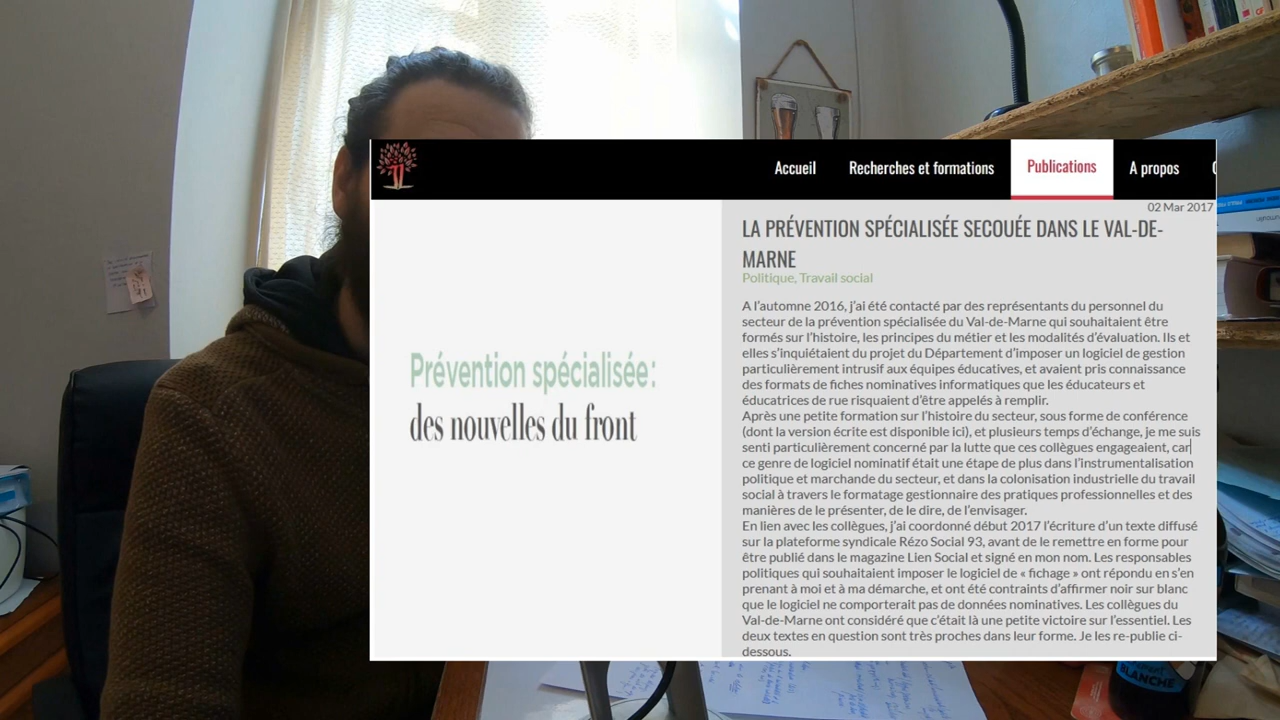 Accueil
Recherches et formations
Publications
A propos
02 Mar 2017
LA PRÉVENTION SPÉCIALISÉE SECOUÉE DANS LE VAL-DE-
MARNE
Politique, Travail social
Prévention spécialisée:
des nouvelles du front
A l'automne 2016, j'ai été contacté par des représentants du personnel du
secteur de la prévention spécialisée du Val-de-Marne qui souhaitaient être
formés sur l'histoire, les principes du métier et les modalités d'évaluation. Ils et
elles s'inquiétaient du projet du Département d'imposer un logiciel de gestion
particulièrement intrusif aux équipes éducatives, et avaient pris connaissance
des formats de fiches nominatives informatiques que les éducateurs et
éducatrices de rue risquaient d'être appelés à remplir.
Après une petite formation sur l'histoire du secteur, sous forme de conférence
(dont la version écrite est disponible ici), et plusieurs temps d'échange, je me suis
senti particulièrement concerné par la lutte que ces collègues engageaient, car
ce genre de logiciel nominatif était une étape de plus dans l'instrumentalisation
politique et marchande du secteur, et dans la colonisation industrielle du travail
social à travers le formatage gestionnaire des pratiques professionnelles et des
manières de le présenter, de le dire, de l'envisager.
En lien avec les collègues, j'ai coordonné début 2017 l'écriture d'un texte diffusé
sur la plateforme syndicale Rézo Social 93, avant de le remettre en forme pour
être publié dans le magazine Lien Social et signé en mon nom. Les responsables
politiques qui souhaitaient imposer le logiciel de « fichage » ont répondu en s'en
prenant à moi et à ma démarche, et ont été contraints d'affirmer noir sur blanc
que le logiciel ne comporterait pas de données nominatives. Les collègues du
Val-de-Marne ont considéré que c'était là une petite victoire sur l'essentiel. Les
deux textes en question sont très proches dans leur forme. Je les re-publie ci-
dessous.
PLANCHE